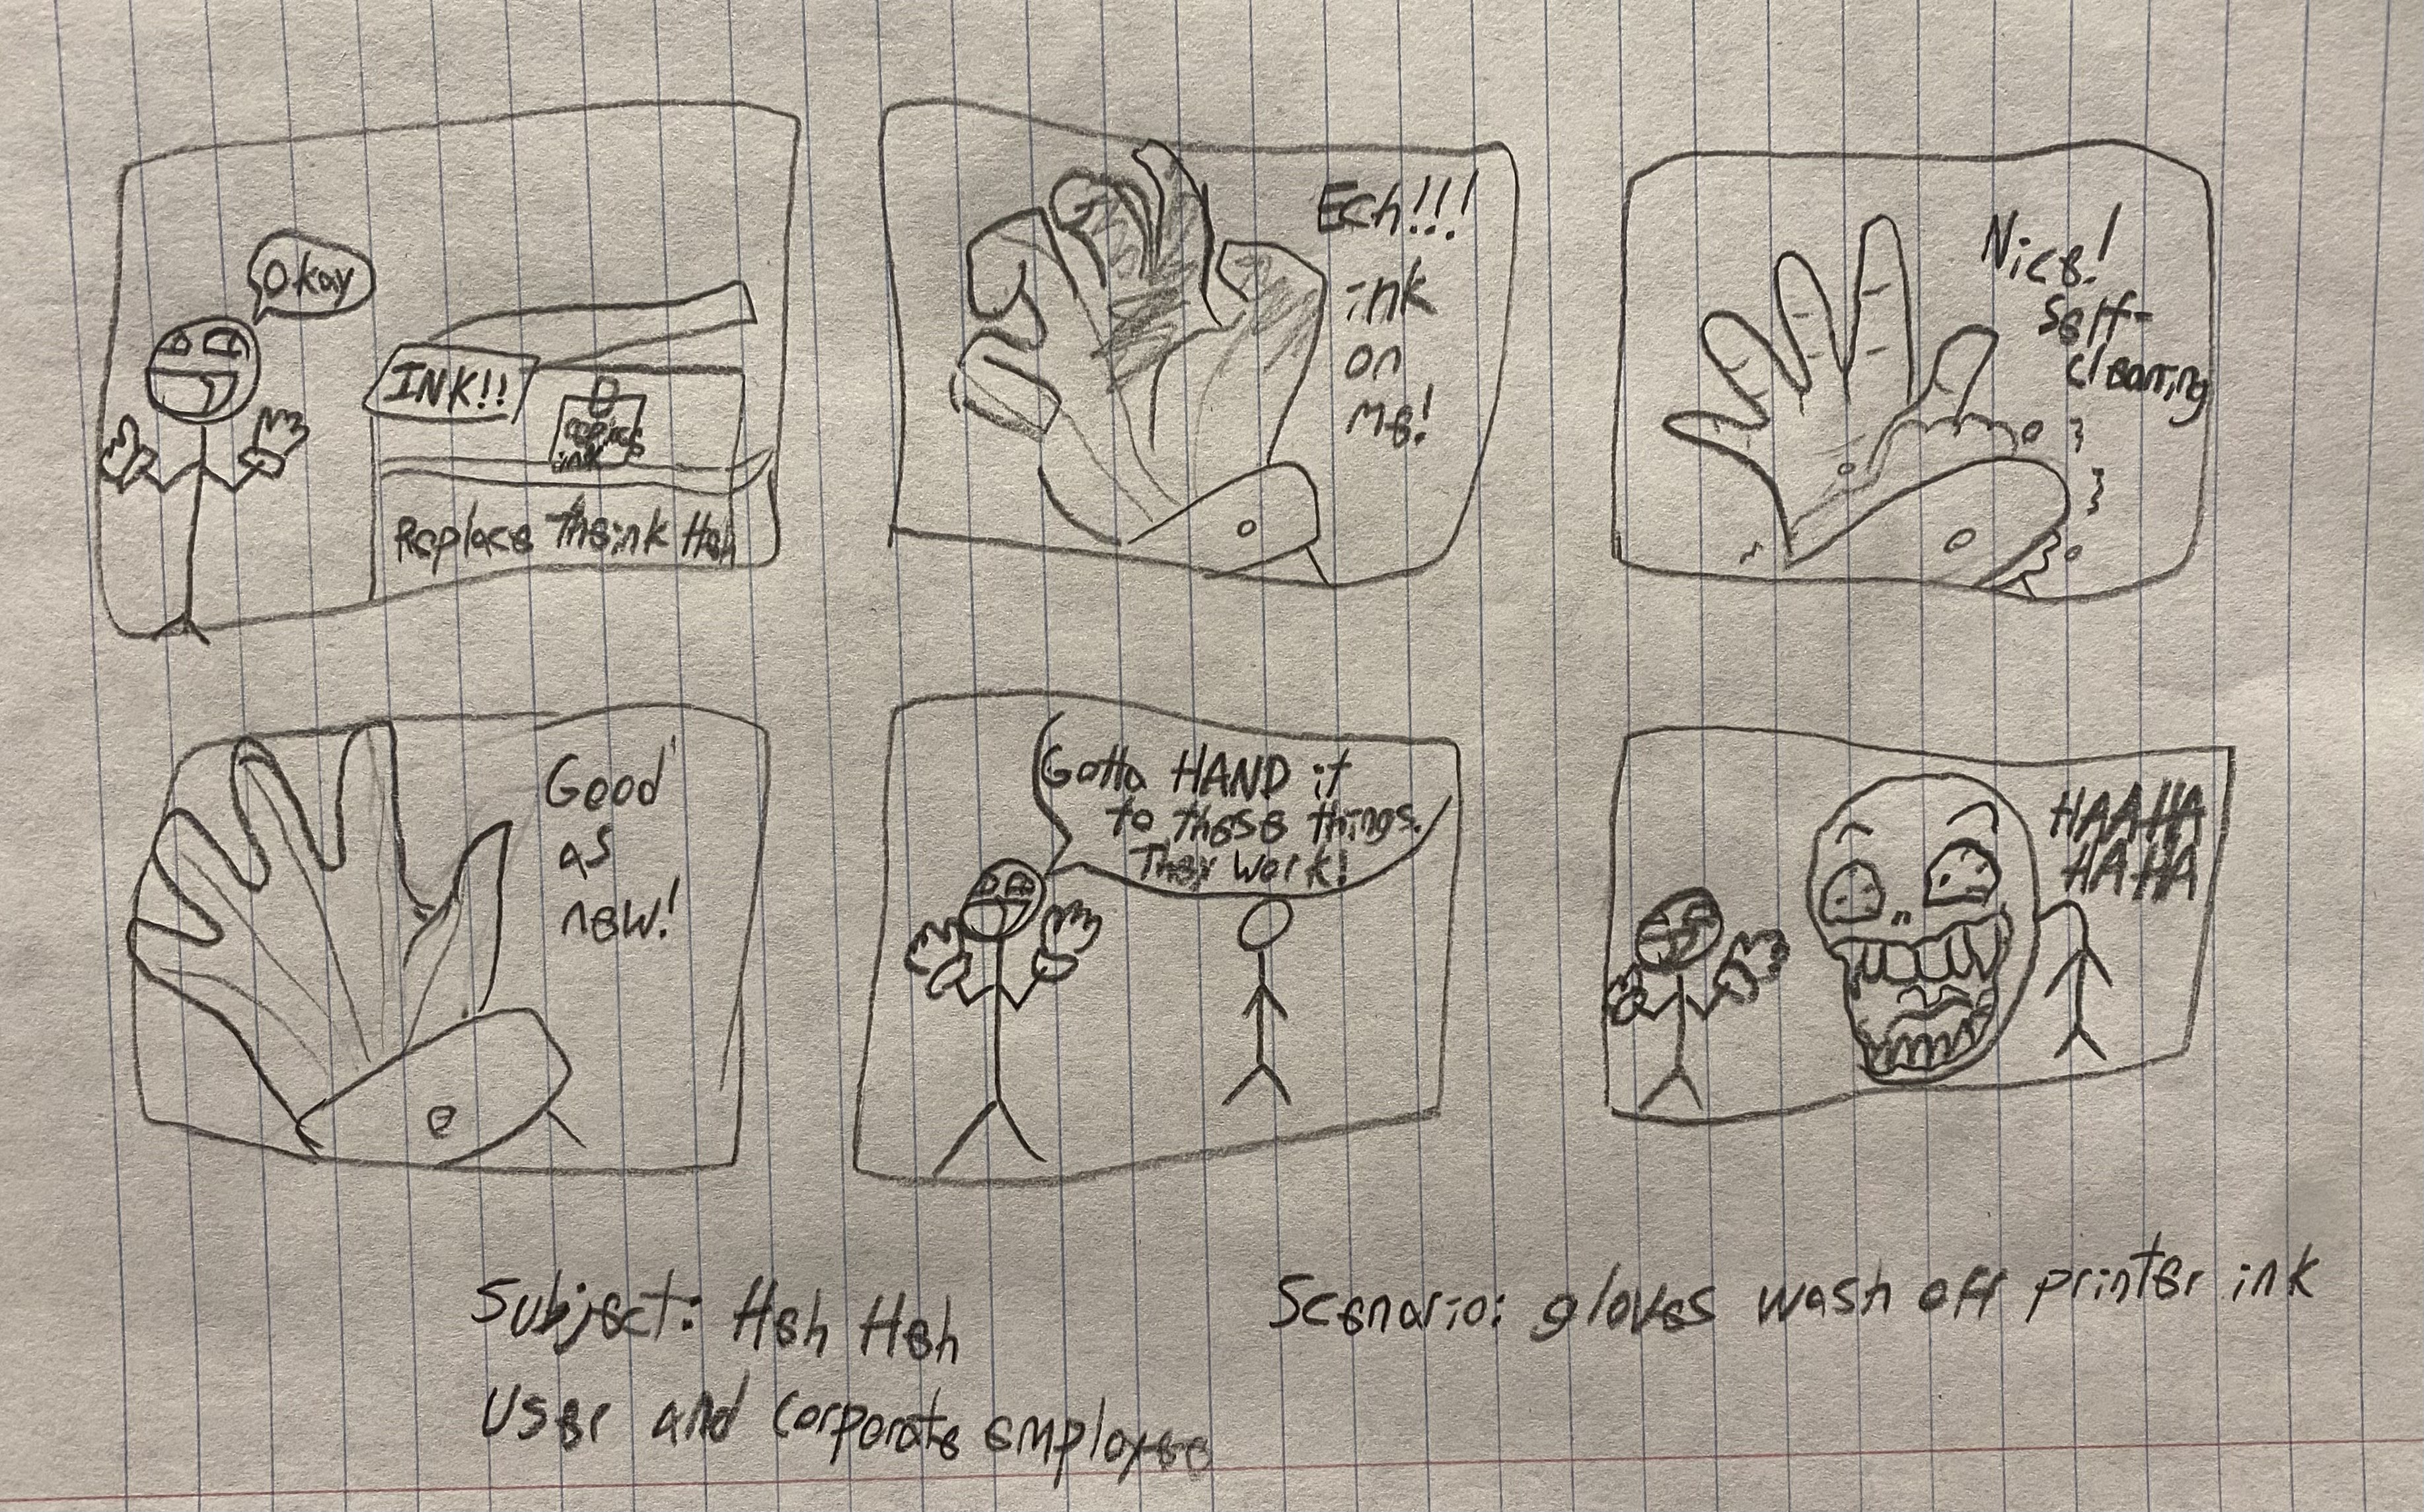 Okay
INK!!
replace
ink
Replace the ink Heh
Ech!!!
ink
on
me!
Nice!
Self-
cleaning
Good
as
new!
Gotta HAND it
to these things.
They work!
HAAHA
HAHA
Subject: Heh Heh
User and corporate employee
Scenario: gloves wash off printer ink